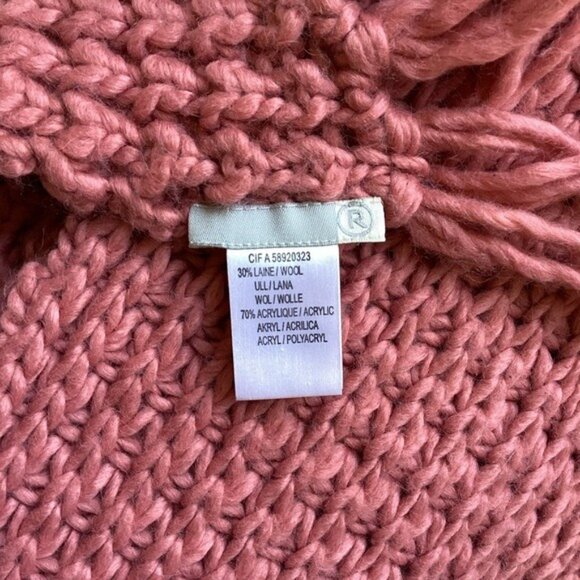 R
CIF A 58920323
30% LAINE / WOOL
ULL / LANA
WOL / WOLLE
70% ACRYLIQUE / ACRYLIC
AKRYL / ACRILICA
ACRYL / POLYACRYL